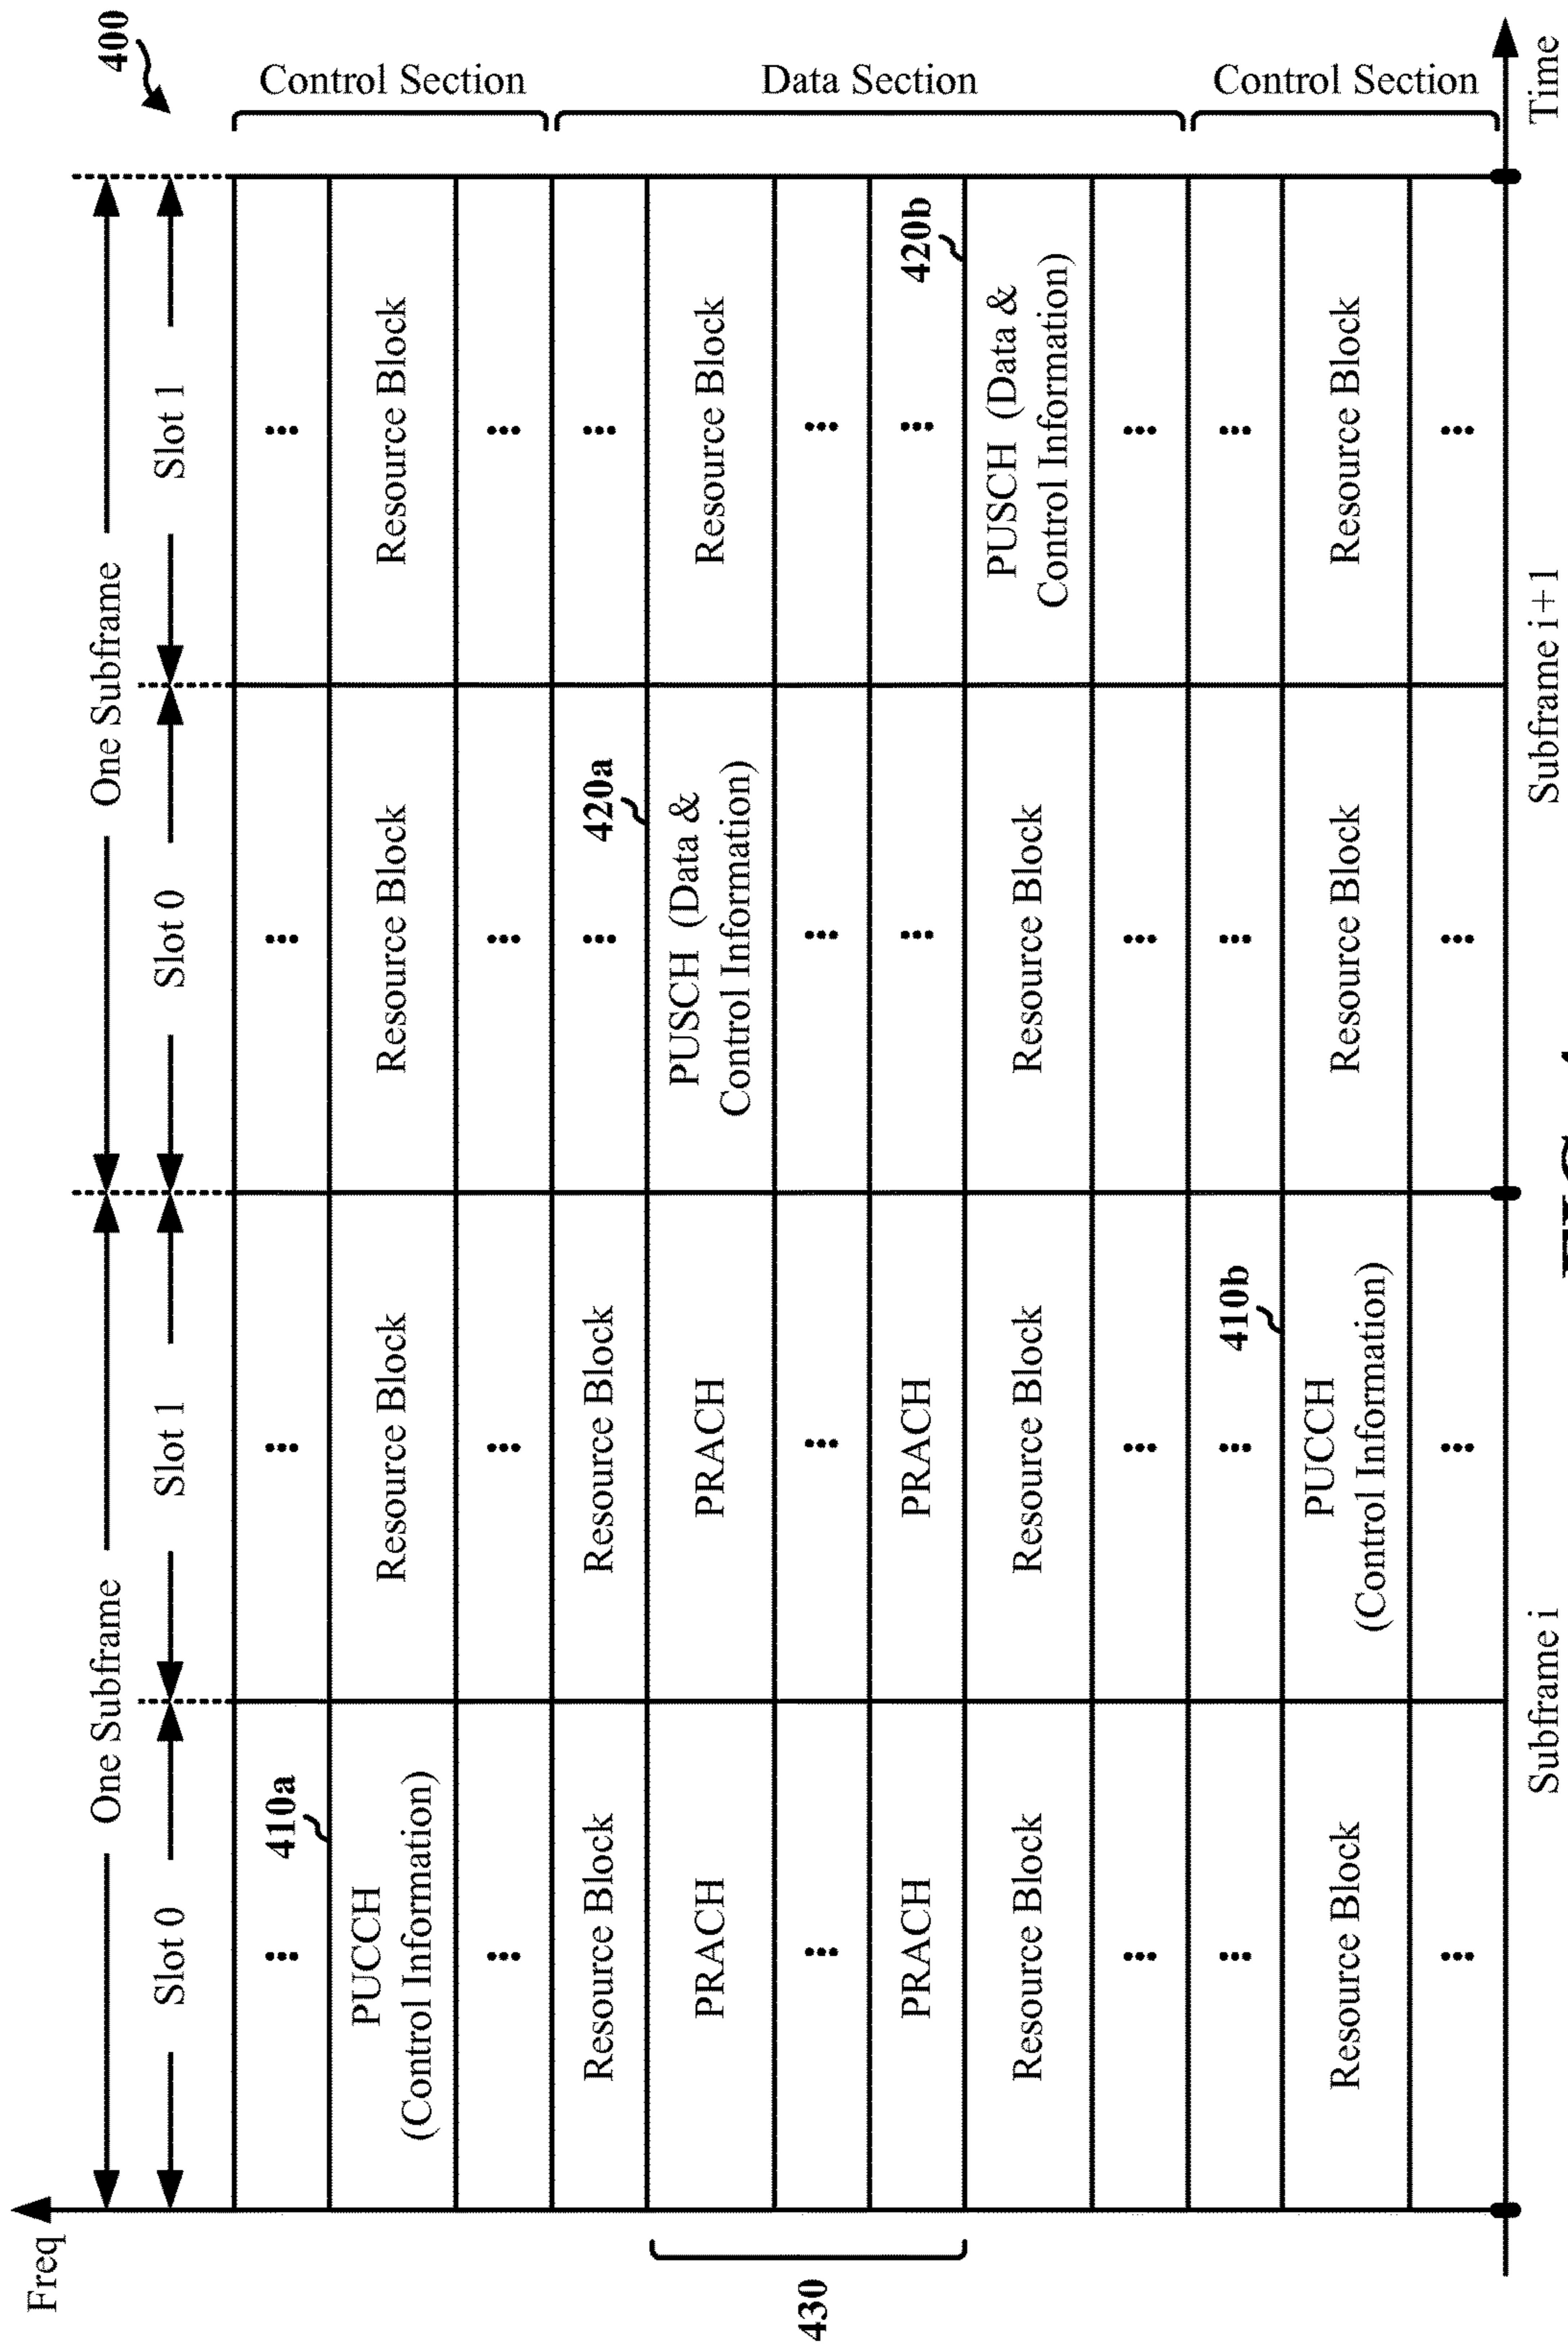 400
One Subframe
One Subframe
Slot 0
Slot 1
Slot 0
Slot 1
Freq
Control Section
Data Section
Control Section
⋮
410a
⋮
⋮
⋮
PUCCH
(Control Information)
Resource Block
Resource Block
Resource Block
⋮
⋮
⋮
⋮
Resource Block
Resource Block
⋮
420a
⋮
430
PRACH
PRACH
PUSCH (Data &
Control Information)
Resource Block
⋮
⋮
⋮
⋮
PRACH
PRACH
⋮
⋮
420b
Resource Block
Resource Block
Resource Block
PUSCH (Data &
Control Information)
⋮
⋮
⋮
⋮
⋮
⋮
410b
⋮
⋮
Resource Block
PUCCH
(Control Information)
Resource Block
Resource Block
⋮
⋮
⋮
⋮
Time
Subframe i
Subframe i+1